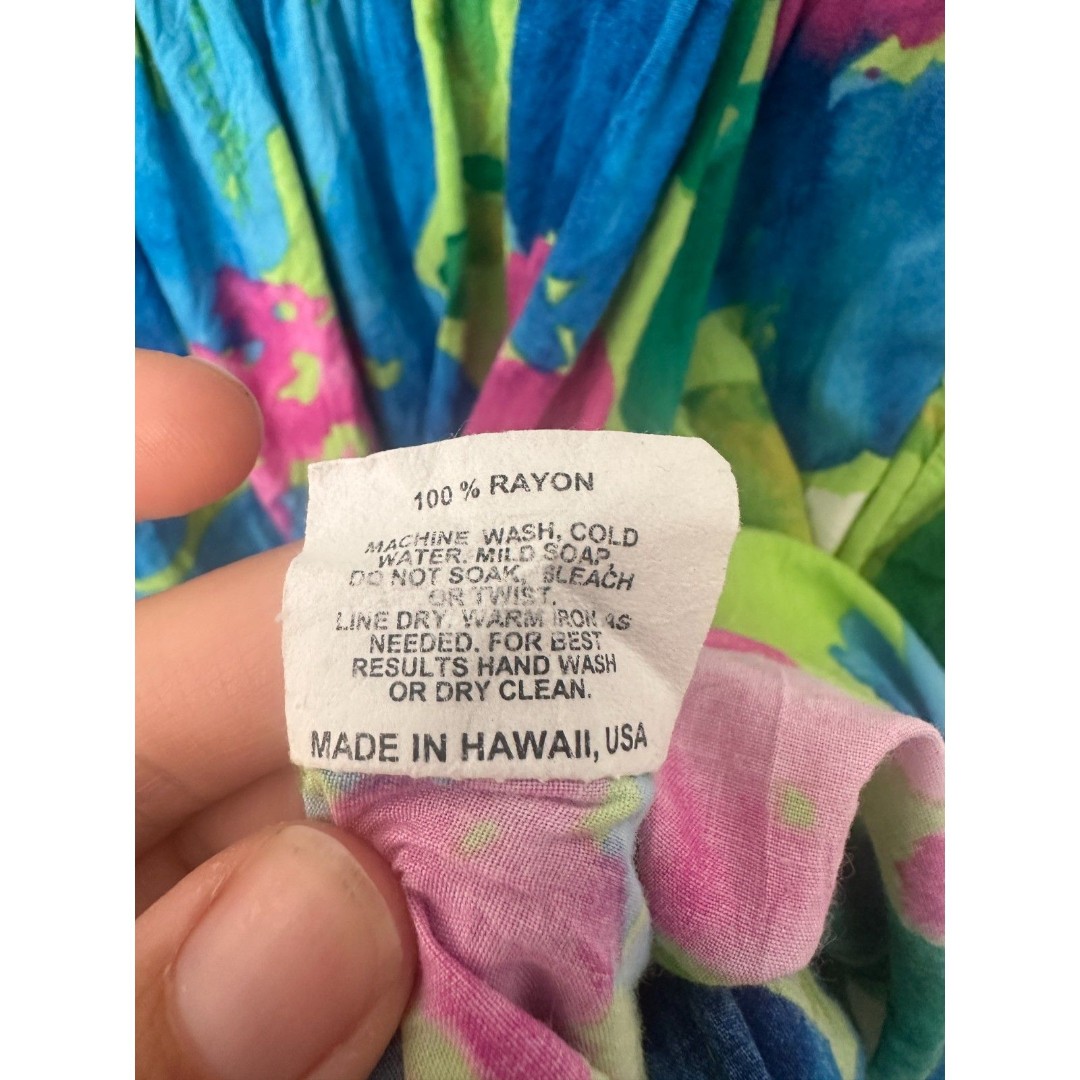 100 % RAYON
MACHINE WASH, COLD
WATER. MILD SOAP,
DO NOT SOAK, BLEACH
OR TWIST.
LINE DRY. WARM IRON AS
NEEDED. FOR BEST
RESULTS HAND WASH
OR DRY CLEAN.
MADE IN HAWAII, USA